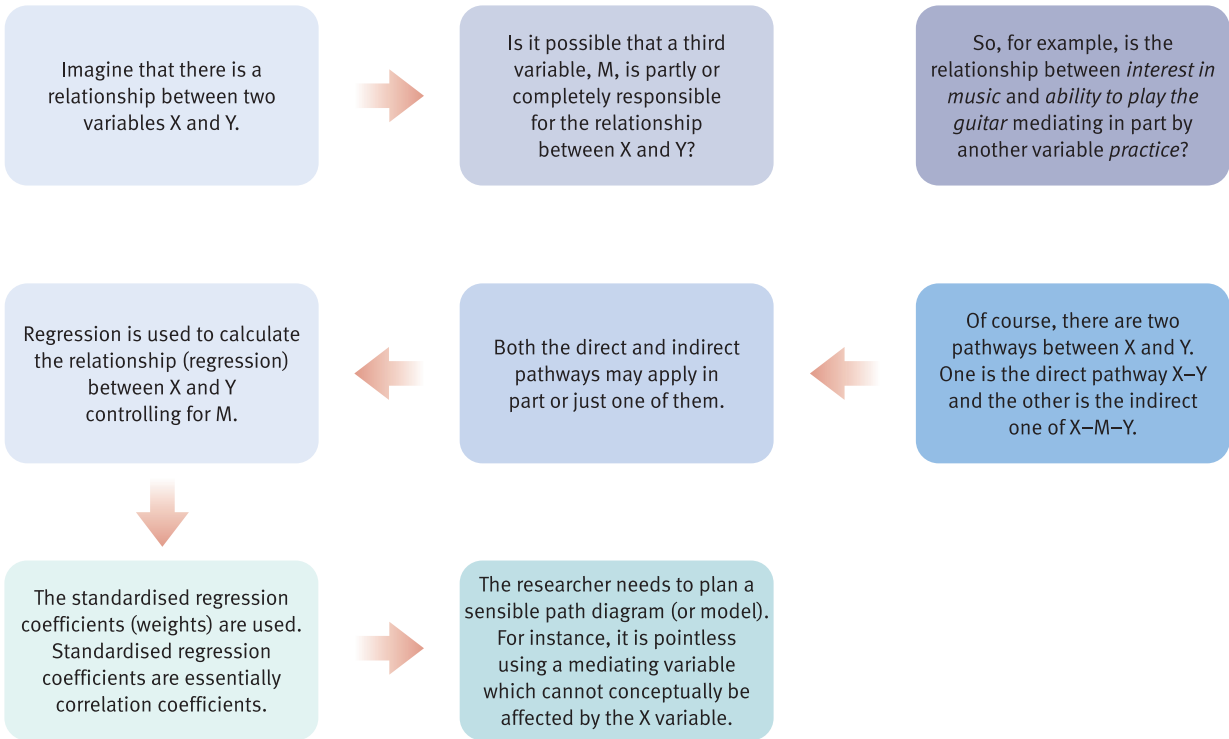 Imagine that there is a
relationship between two
variables X and Y.
Is it possible that a third
variable, M, is partly or
completely responsible
for the relationship
between X and Y?
So, for example, is the
relationship between interest in
music and ability to play the
guitar mediating in part by
another variable practice?
Of course, there are two
pathways between X and Y.
One is the direct pathway X–Y
and the other is the indirect
one of X–M–Y.
Both the direct and indirect
pathways may apply in
part or just one of them.
Regression is used to calculate
the relationship (regression)
between X and Y
controlling for M.
The standardised regression
coefficients (weights) are used.
Standardised regression
coefficients are essentially
correlation coefficients.
The researcher needs to plan a
sensible path diagram (or model).
For instance, it is pointless
using a mediating variable
which cannot conceptually be
affected by the X variable.